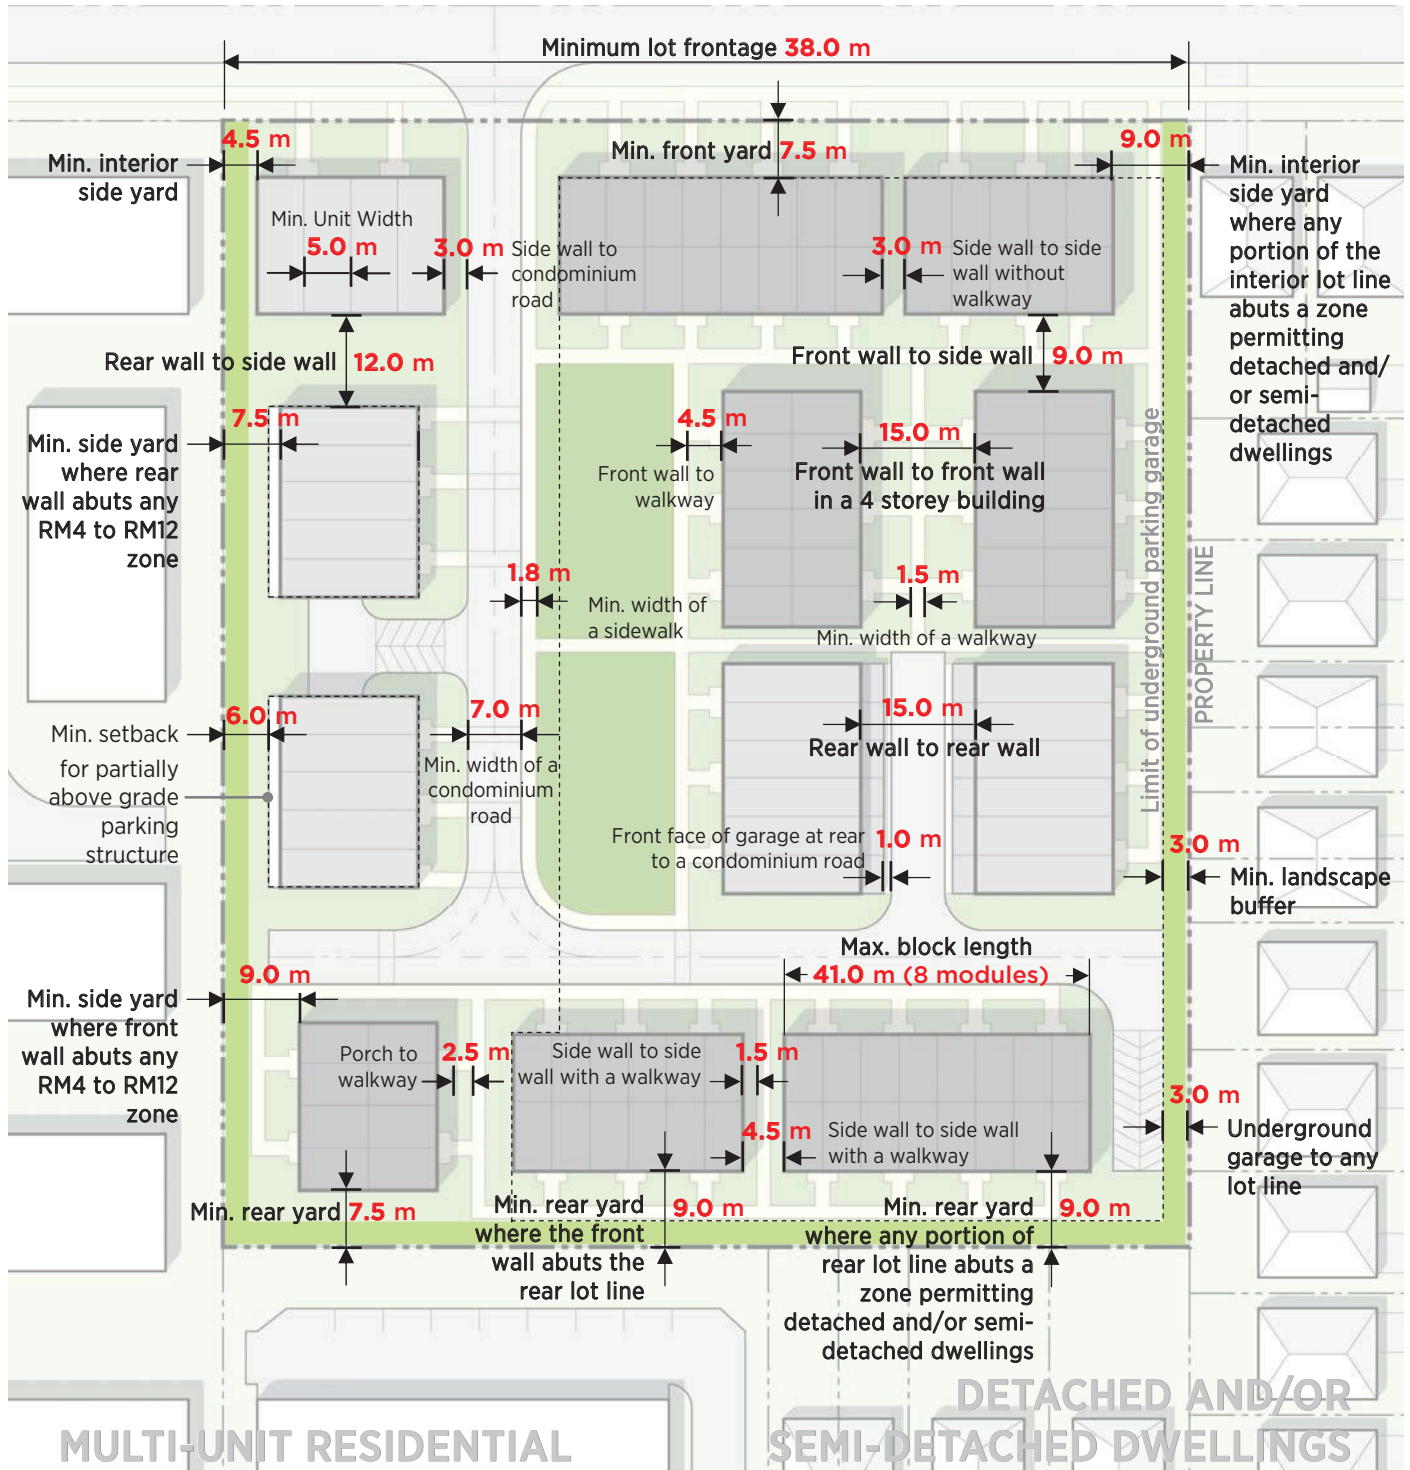 Minimum lot frontage 38.0 m
4.5 m
Min. interior
side yard
Min. front yard 7.5 m
9.0 m
Min. interior
side yard
where any
portion of the
interior lot line
abuts a zone
permitting
detached and/
or semi-
detached
dwellings
Min. Unit Width
5.0 m
3.0 m
Side wall to
condominium
road
3.0 m
Side wall to side
wall without
walkway
Rear wall to side wall 12.0 m
Front wall to side wall 9.0 m
7.5 m
Min. side yard
where rear
wall abuts any
RM4 to RM12
zone
4.5 m
Front wall to
walkway
15.0 m
Front wall to front wall
in a 4 storey building
Limit of underground parking garage
PROPERTY LINE
1.8 m
Min. width of
a sidewalk
1.5 m
Min. width of a walkway
6.0 m
Min. setback
for partially
above grade
parking
structure
7.0 m
Min. width of a
condominium
road
15.0 m
Rear wall to rear wall
Front face of garage at rear
to a condominium road
1.0 m
3.0 m
Min. landscape
buffer
Max. block length
41.0 m (8 modules)
9.0 m
Min. side yard
where front
wall abuts any
RM4 to RM12
zone
Porch to
walkway
2.5 m
Side wall to side
wall with a walkway
1.5 m
4.5 m
Side wall to side wall
with a walkway
3.0 m
Underground
garage to any
lot line
Min. rear yard 7.5 m
Min. rear yard
where the front
wall abuts the
rear lot line
9.0 m
Min. rear yard
where any portion of
rear lot line abuts a
zone permitting
detached and/or semi-
detached dwellings
9.0 m
MULTI-UNIT RESIDENTIAL
DETACHED AND/OR
SEMI-DETACHED DWELLINGS